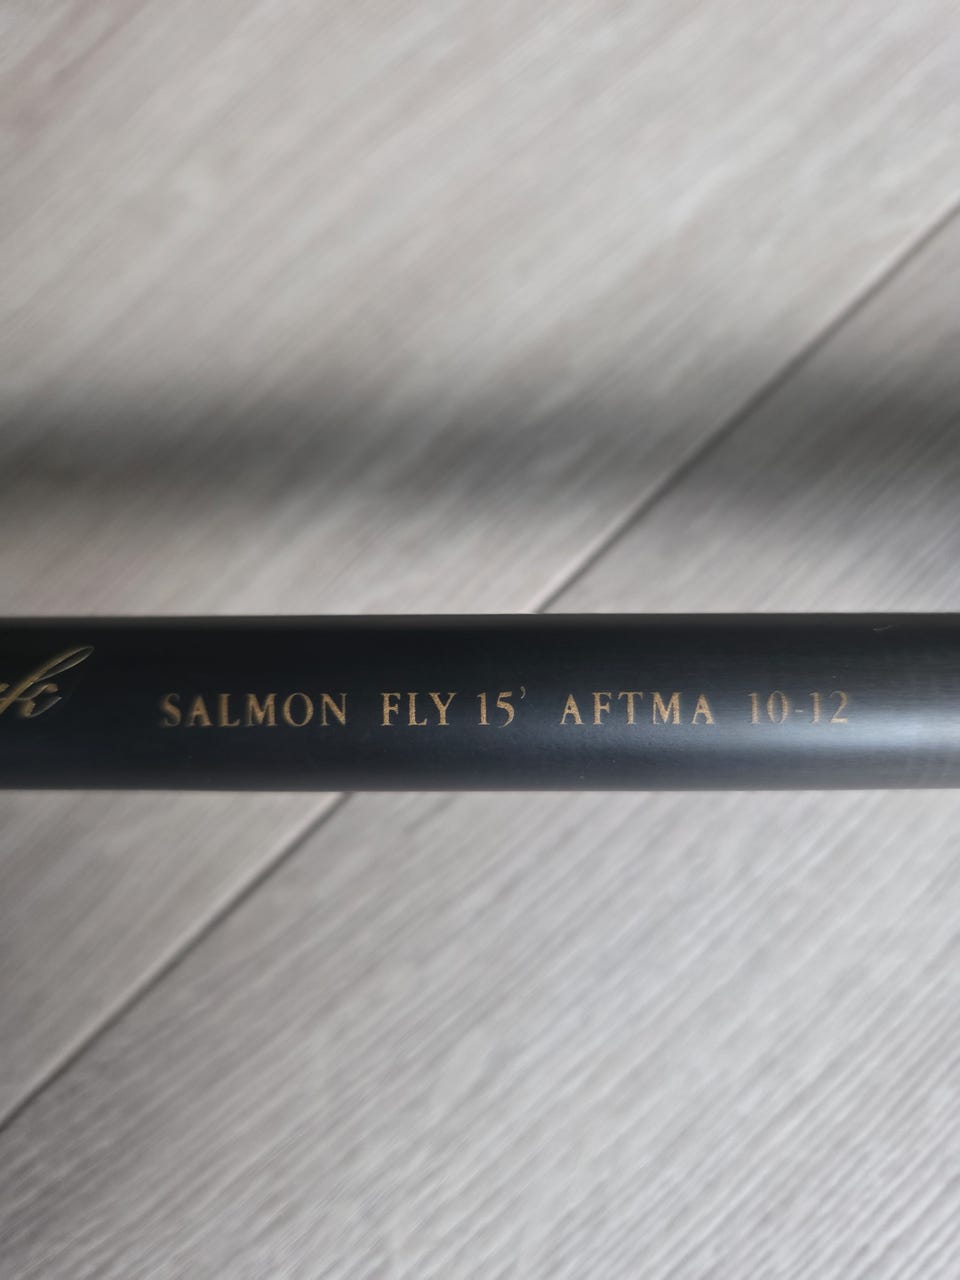 SALMON FLY 15' AFTMA 10-12